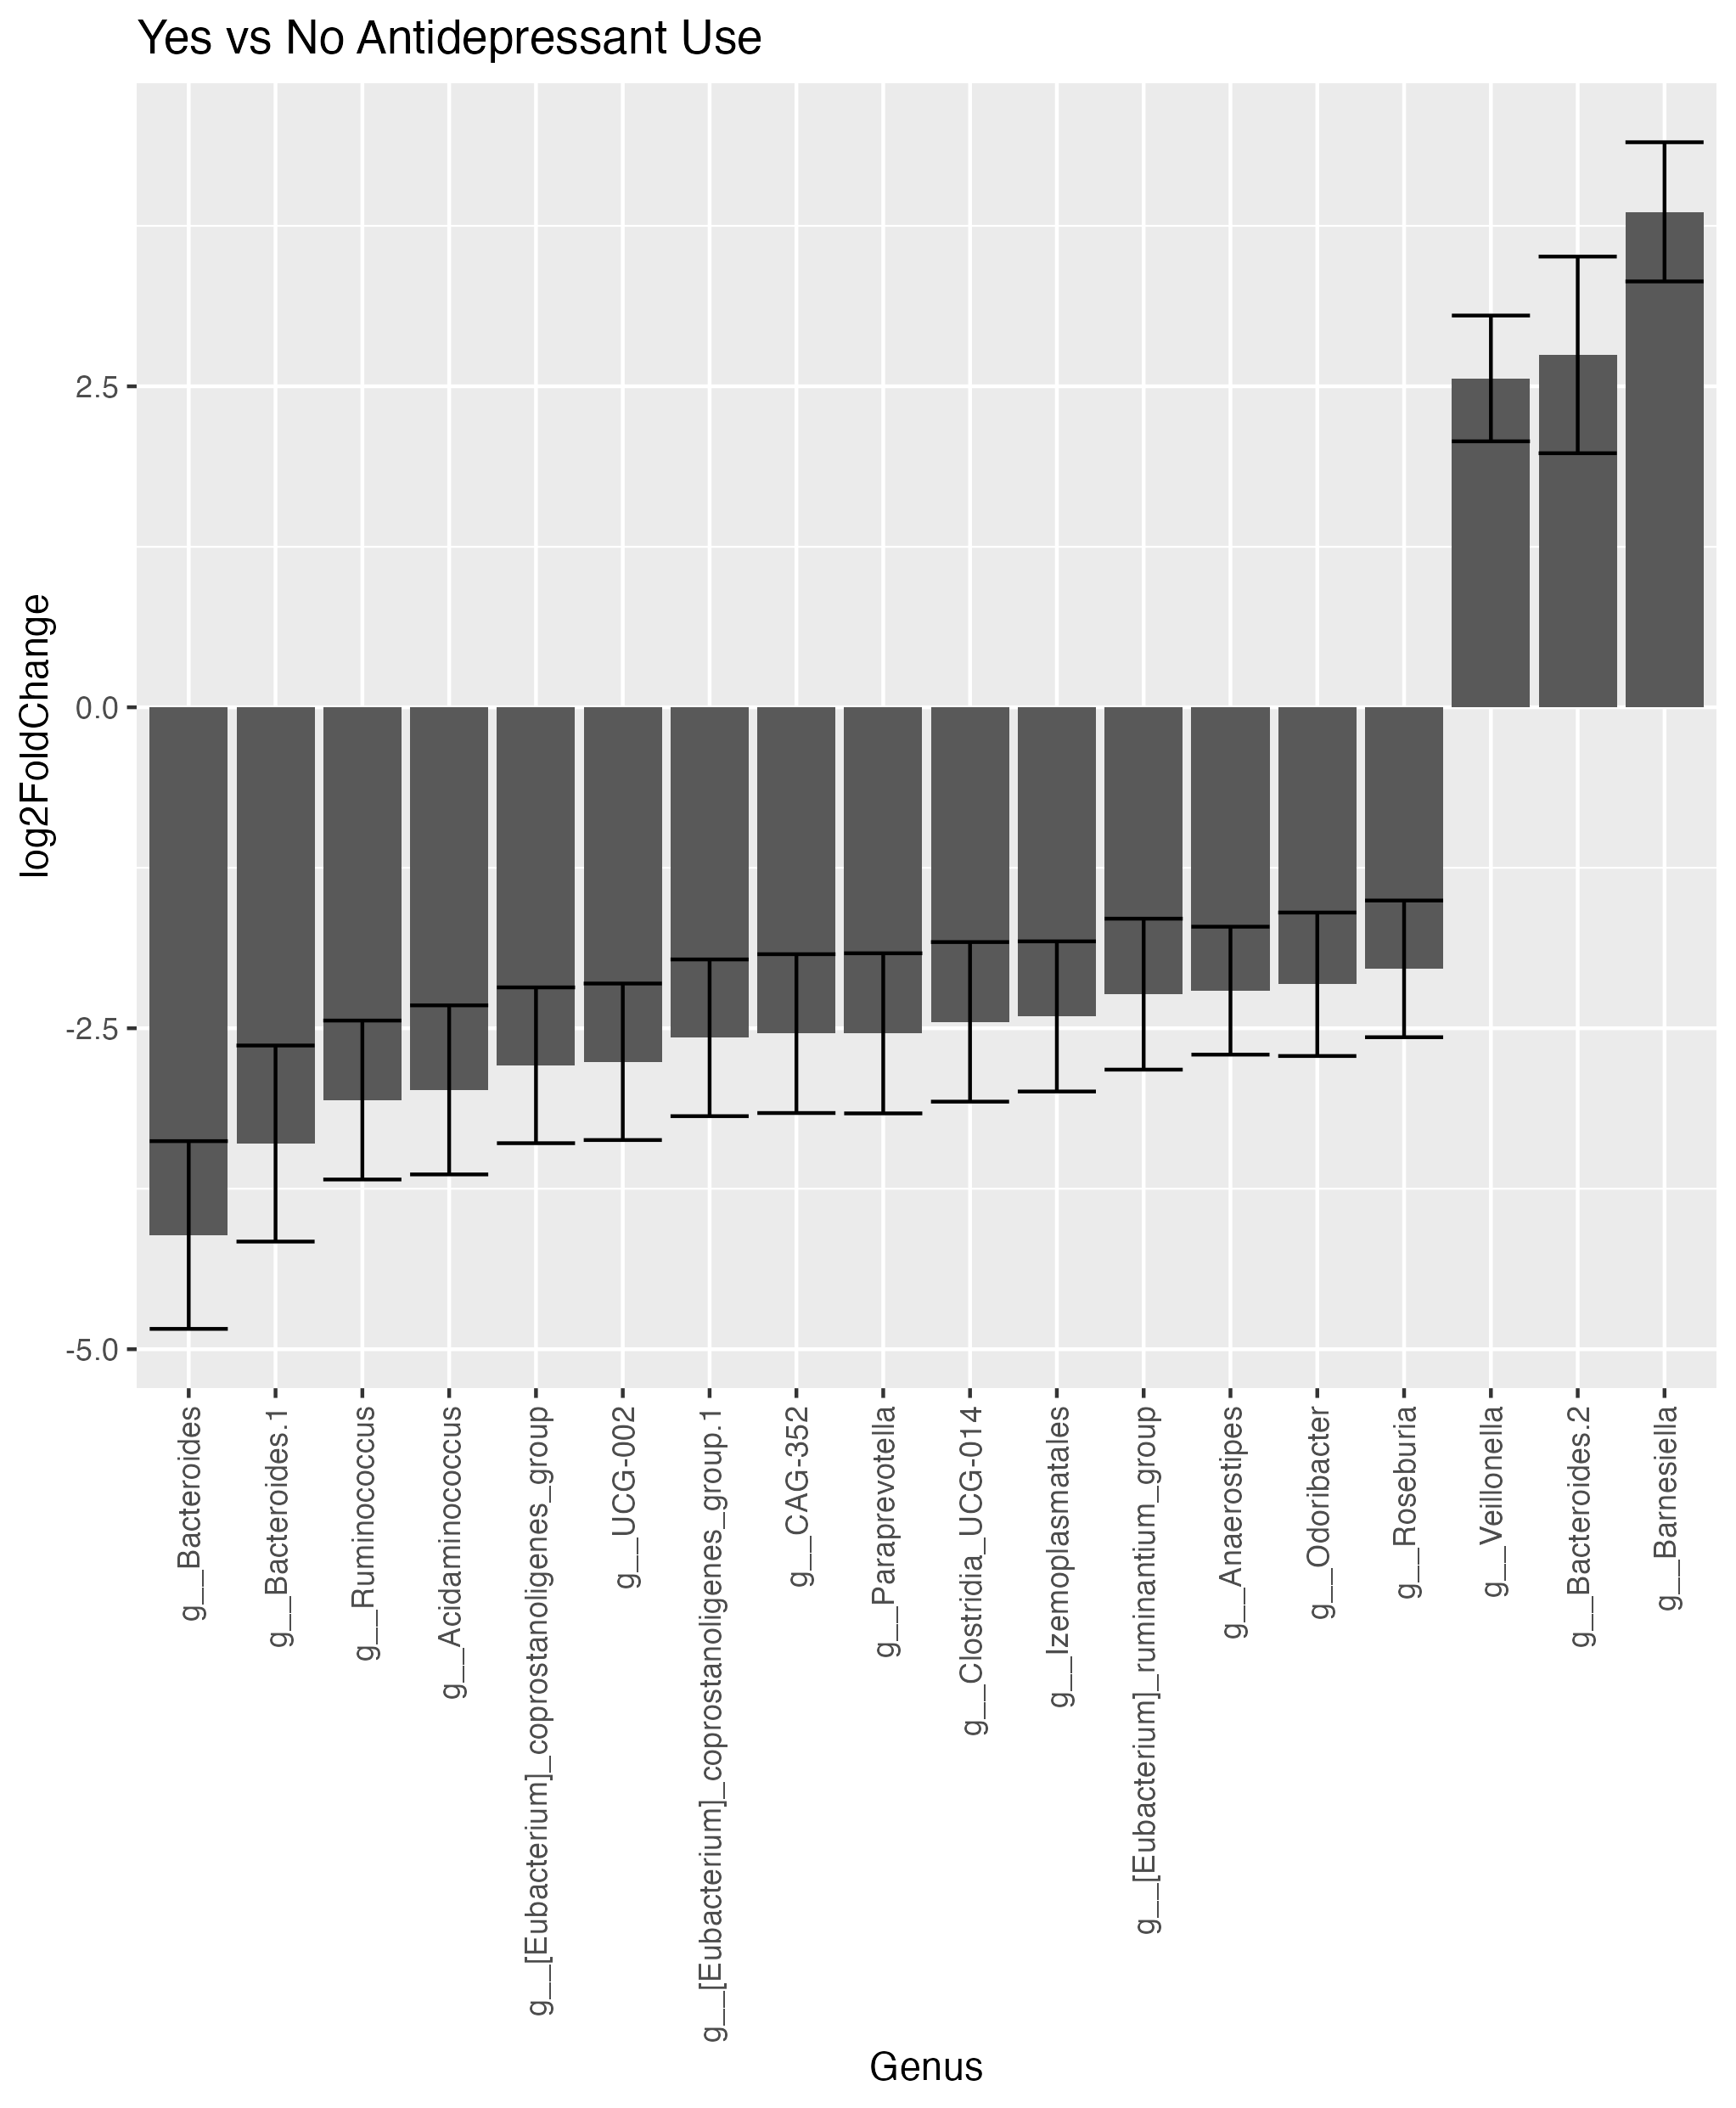 Yes vs No Antidepressant Use
log2FoldChange
2.5
0.0
-2.5
-5.0
g__Bacteroides
g__Bacteroides.1
g__Ruminococcus
g__Acidaminococcus
g__[Eubacterium]_coprostanoligenes_group
g__UCG-002
g__[Eubacterium]_coprostanoligenes_group.1
g__CAG-352
g__Paraprevotella
g__Clostridia_UCG-014
g__Izemoplasmatales
g__[Eubacterium]_ruminantium_group
g__Anaerostipes
g__Odoribacter
g__Roseburia
g__Veillonella
g__Bacteroides.2
g__Barnesiella
Genus